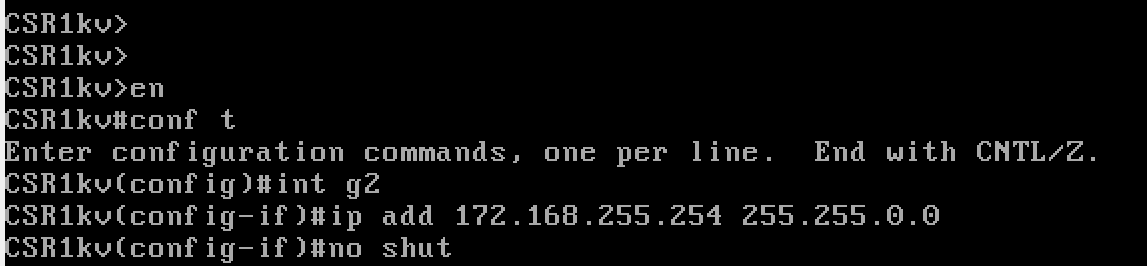 CSR1kv>
CSR1kv>
CSR1kv>en
CSR1kv#conf t
Enter configuration commands, one per line.  End with CNTL/Z.
CSR1kv(config)#int g2
CSR1kv(config-if)#ip add 172.168.255.254 255.255.0.0
CSR1kv(config-if)#no shut